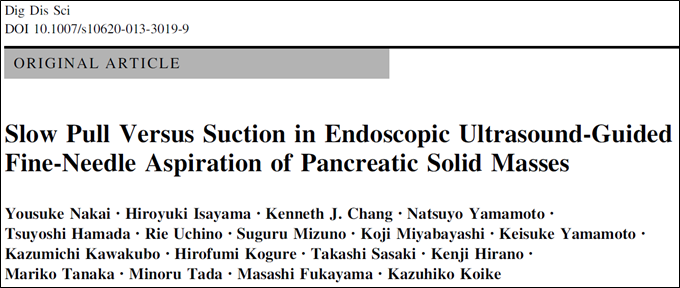 Dig Dis Sci
DOI 10.1007/s10620-013-3019-9
ORIGINAL ARTICLE
Slow Pull Versus Suction in Endoscopic Ultrasound-Guided
Fine-Needle Aspiration of Pancreatic Solid Masses
Yousuke Nakai · Hiroyuki Isayama · Kenneth J. Chang · Natsuyo Yamamoto ·
Tsuyoshi Hamada · Rie Uchino · Suguru Mizuno · Koji Miyabayashi · Keisuke Yamamoto ·
Kazumichi Kawakubo · Hirofumi Kogure · Takashi Sasaki · Kenji Hirano ·
Mariko Tanaka · Minoru Tada · Masashi Fukayama · Kazuhiko Koike